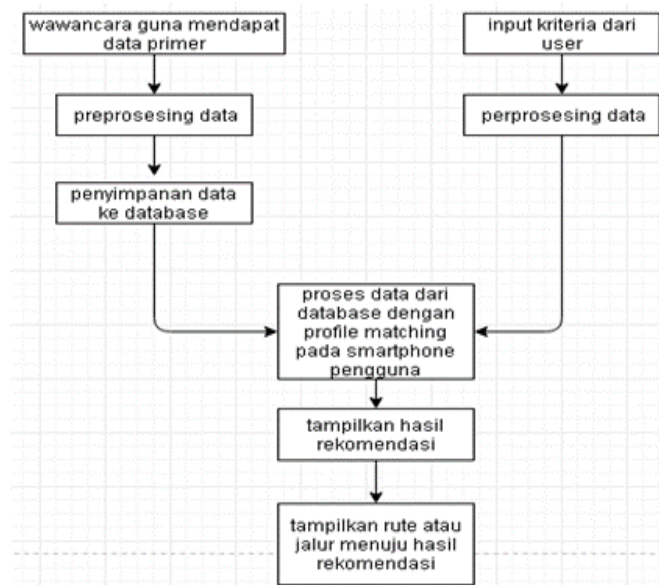 wawancara guna mendapat
data primer
input kriteria dari
user
preprosesing data
perprosesing data
penyimpanan data
ke database
proses data dari
database dengan
profile matching
pada smartphone
pengguna
tampilkan hasil
rekomendasi
tampilkan rute atau
jalur menuju hasil
rekomendasi